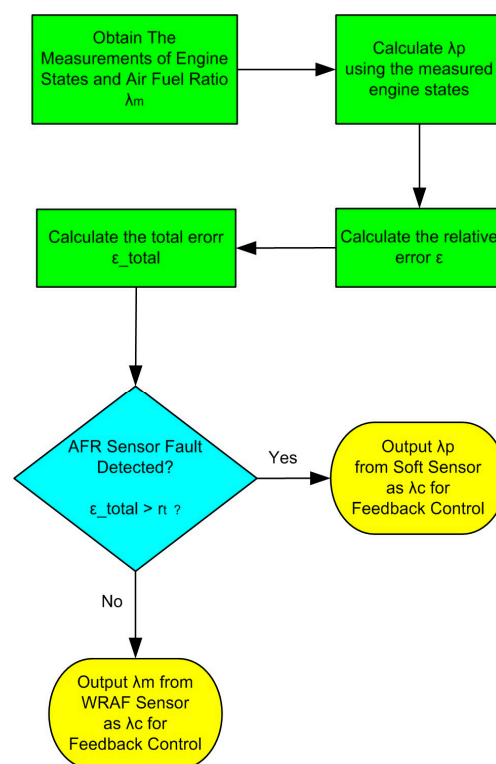 Obtain The
Measurements of Engine
States and Air Fuel Ratio
λm
Calculate λp
using the measured
engine states
Calculate the relative
error ε
Calculate the total erorr
ε_total
AFR Sensor Fault
Detected?
ε_total > rt ?
Yes
Output λp
from Soft Sensor
as λc for
Feedback Control
No
Output λm from
WRAF Sensor
as λc for
Feedback Control